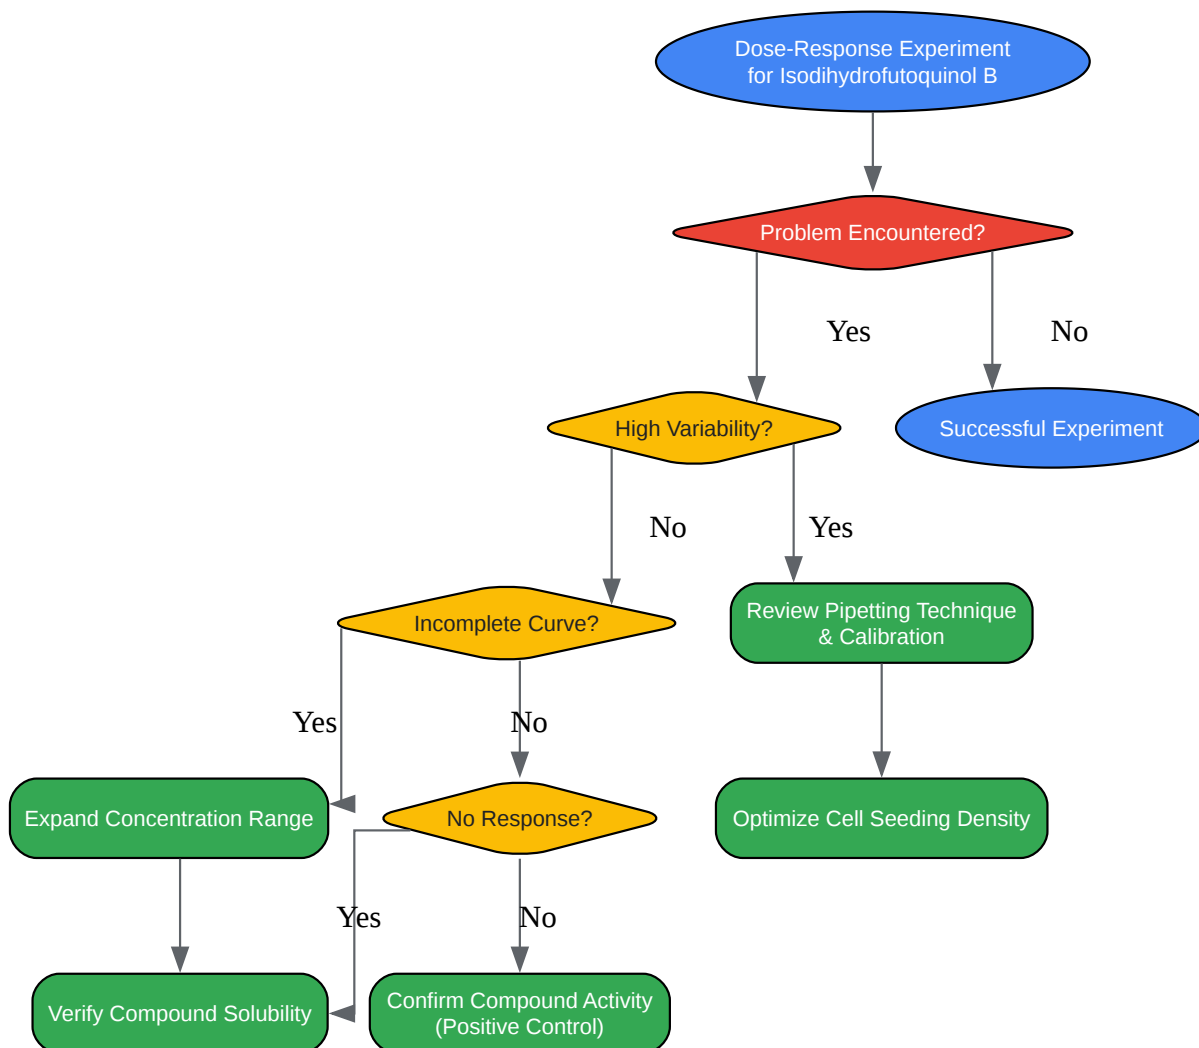 Dose-Response Experiment
for Isodihydrofutoquinol B
Problem Encountered?
Yes
No
High Variability?
Successful Experiment
No
Yes
Incomplete Curve?
Review Pipetting Technique
& Calibration
Yes
No
Expand Concentration Range
No Response?
Optimize Cell Seeding Density
Yes
No
Verify Compound Solubility
Confirm Compound Activity
(Positive Control)